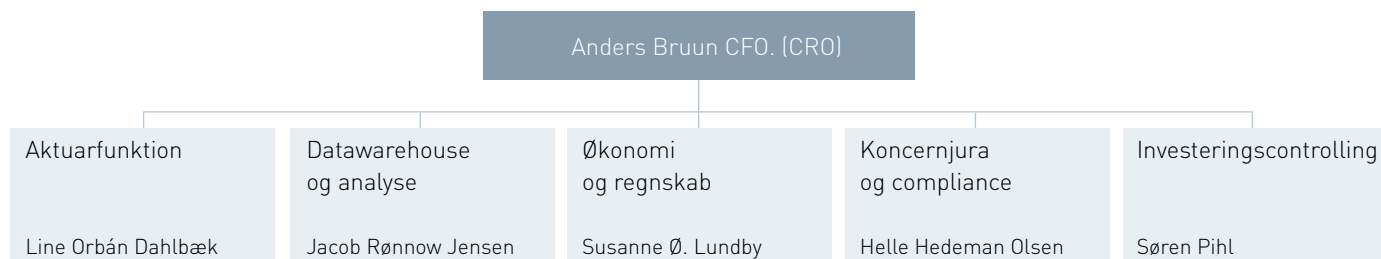 Anders Bruun CFO. (CRO)
Aktuarfunktion
Line Orbán Dahlbæk
Datawarehouse
og analyse
Jacob Rønnow Jensen
Økonomi
og regnskab
Susanne Ø. Lundby
Koncernjura
og compliance
Helle Hedeman Olsen
Investeringscontrolling
Søren Pihl